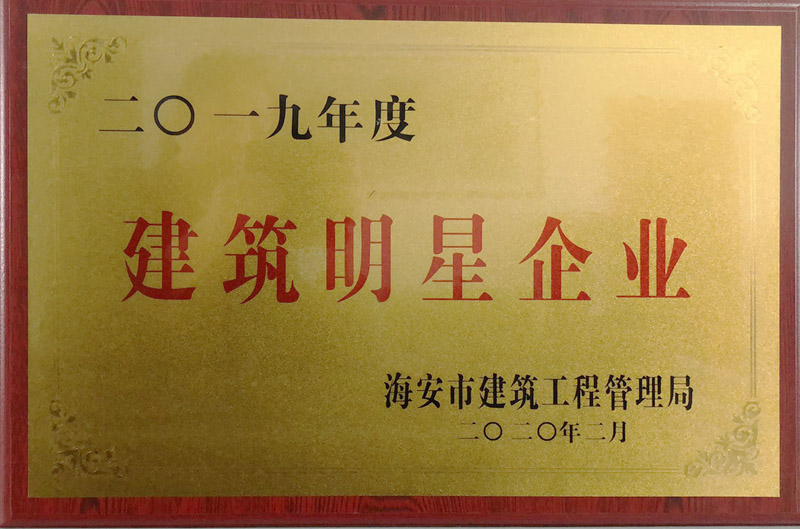 二〇一九年度
建筑明星企业
海安市建筑工程管理局
二〇二〇年二月